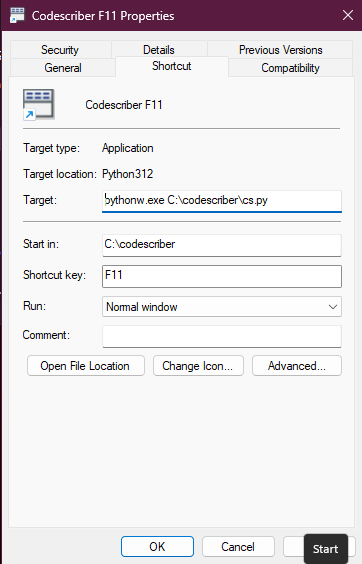 Codescriber F11 Properties
Security Details Previous Versions
General Shortcut Compatibility
Codescriber F11
Target type: Application
Target location: Python312
Target: pythonw.exe C:\codescriber\cs.py
Start in: C:\codescriber
Shortcut key: F11
Run: Normal window
Comment:
Open File Location Change Icon... Advanced...
OK Cancel
Start